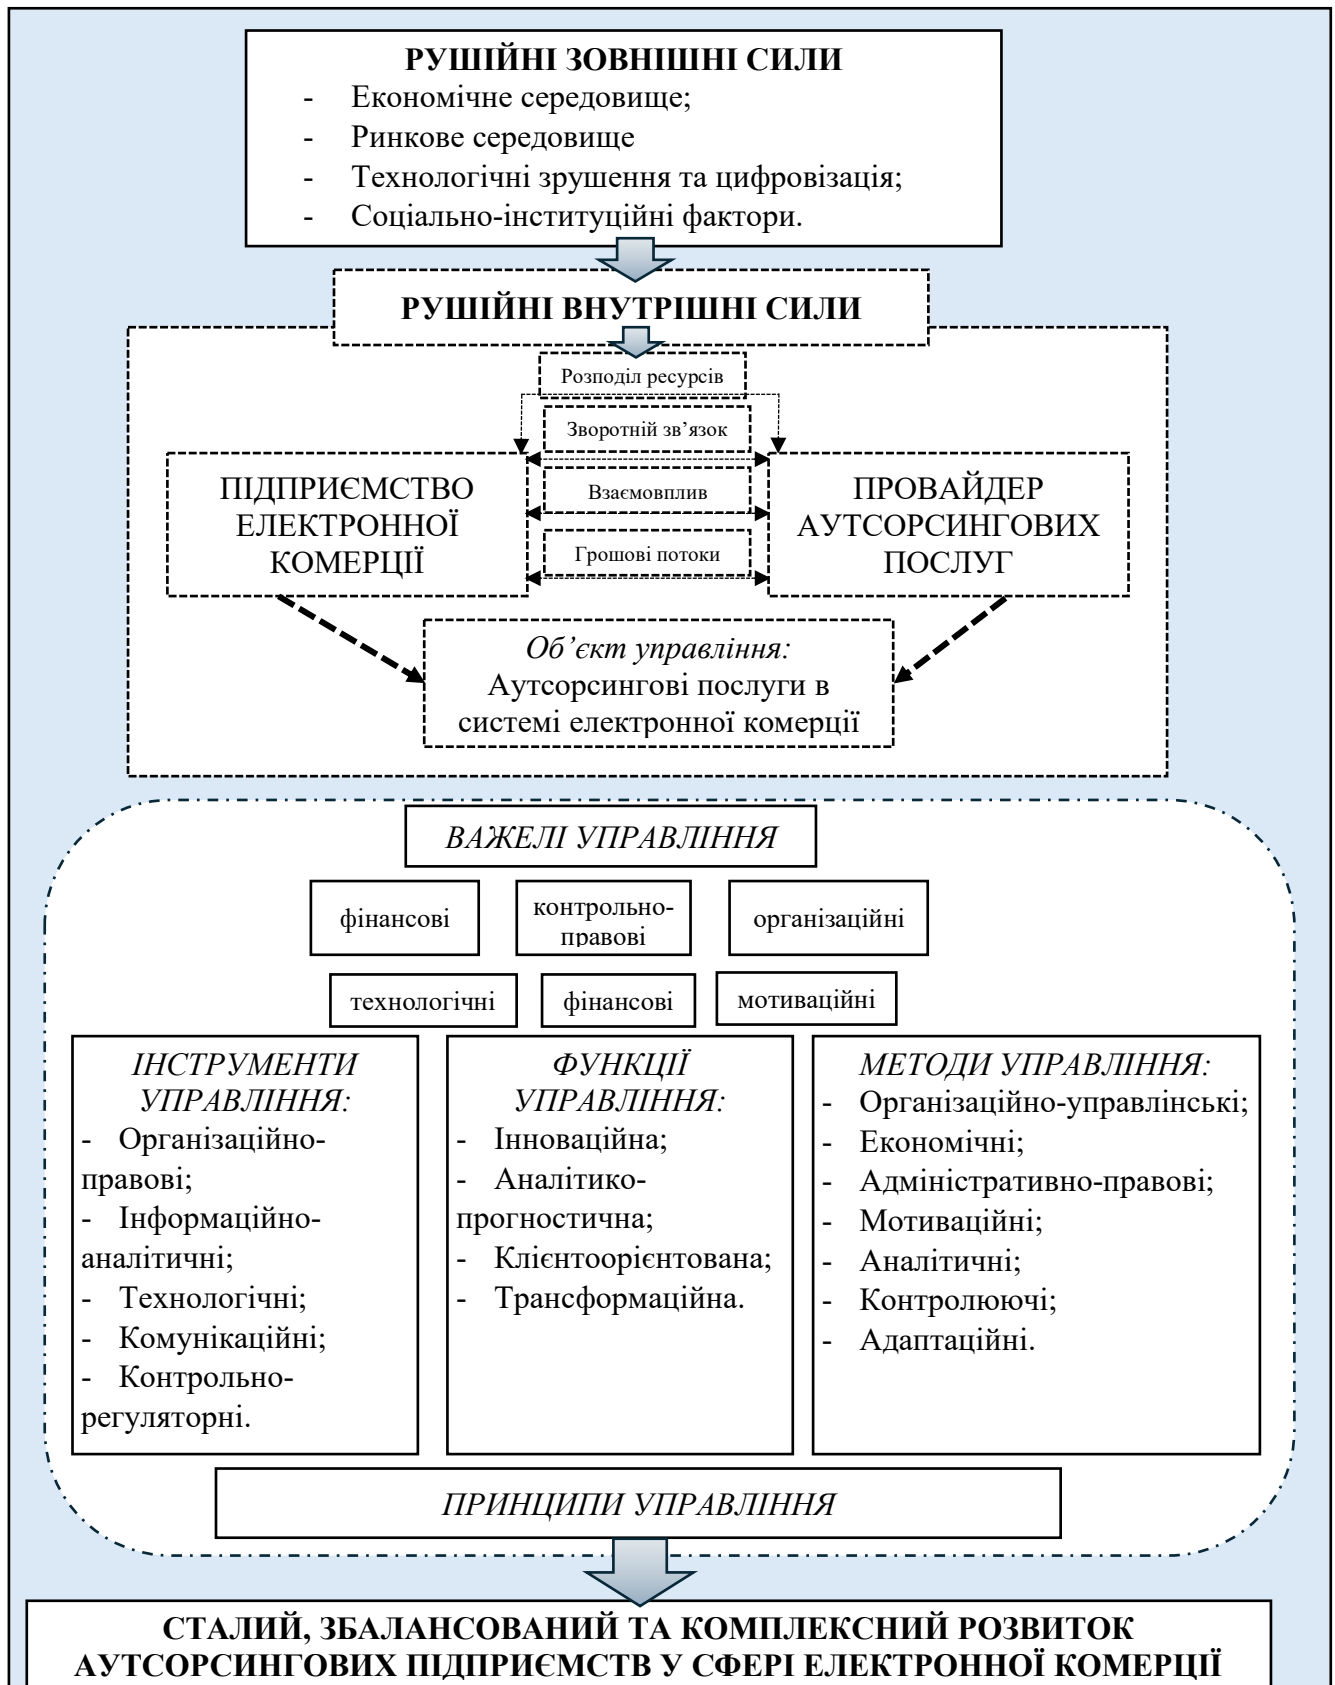 РУШІЙНІ ЗОВНІШНІ СИЛИ
- Економічне середовище;
- Ринкове середовище
- Технологічні зрушення та цифровізація;
- Соціально-інституційні фактори.
РУШІЙНІ ВНУТРІШНІ СИЛИ
Розподіл ресурсів
Зворотній зв’язок
Взаємовплив
Грошові потоки
ПІДПРИЄМСТВО
ЕЛЕКТРОННОЇ
КОМЕРЦІЇ
ПРОВАЙДЕР
АУТСОРСИНГОВИХ
ПОСЛУГ
Об’єкт управління:
Аутсорсингові послуги в
системі електронної комерції
ВАЖЕЛІ УПРАВЛІННЯ
фінансові
контрольно-
правові
організаційні
технологічні
фінансові
мотиваційні
ІНСТРУМЕНТИ
УПРАВЛІННЯ:
- Організаційно-
правові;
- Інформаційно-
аналітичні;
- Технологічні;
- Комунікаційні;
- Контрольно-
регуляторні.
ФУНКЦІЇ
УПРАВЛІННЯ:
- Інноваційна;
- Аналітико-
прогностична;
- Клієнтоорієнтована;
- Трансформаційна.
МЕТОДИ УПРАВЛІННЯ:
- Організаційно-управлінські;
- Економічні;
- Адміністративно-правові;
- Мотиваційні;
- Аналітичні;
- Контролюючі;
- Адаптаційні.
ПРИНЦИПИ УПРАВЛІННЯ
СТАЛИЙ, ЗБАЛАНСОВАНИЙ ТА КОМПЛЕКСНИЙ РОЗВИТОК
АУТСОРСИНГОВИХ ПІДПРИЄМСТВ У СФЕРІ ЕЛЕКТРОННОЇ КОМЕРЦІЇ